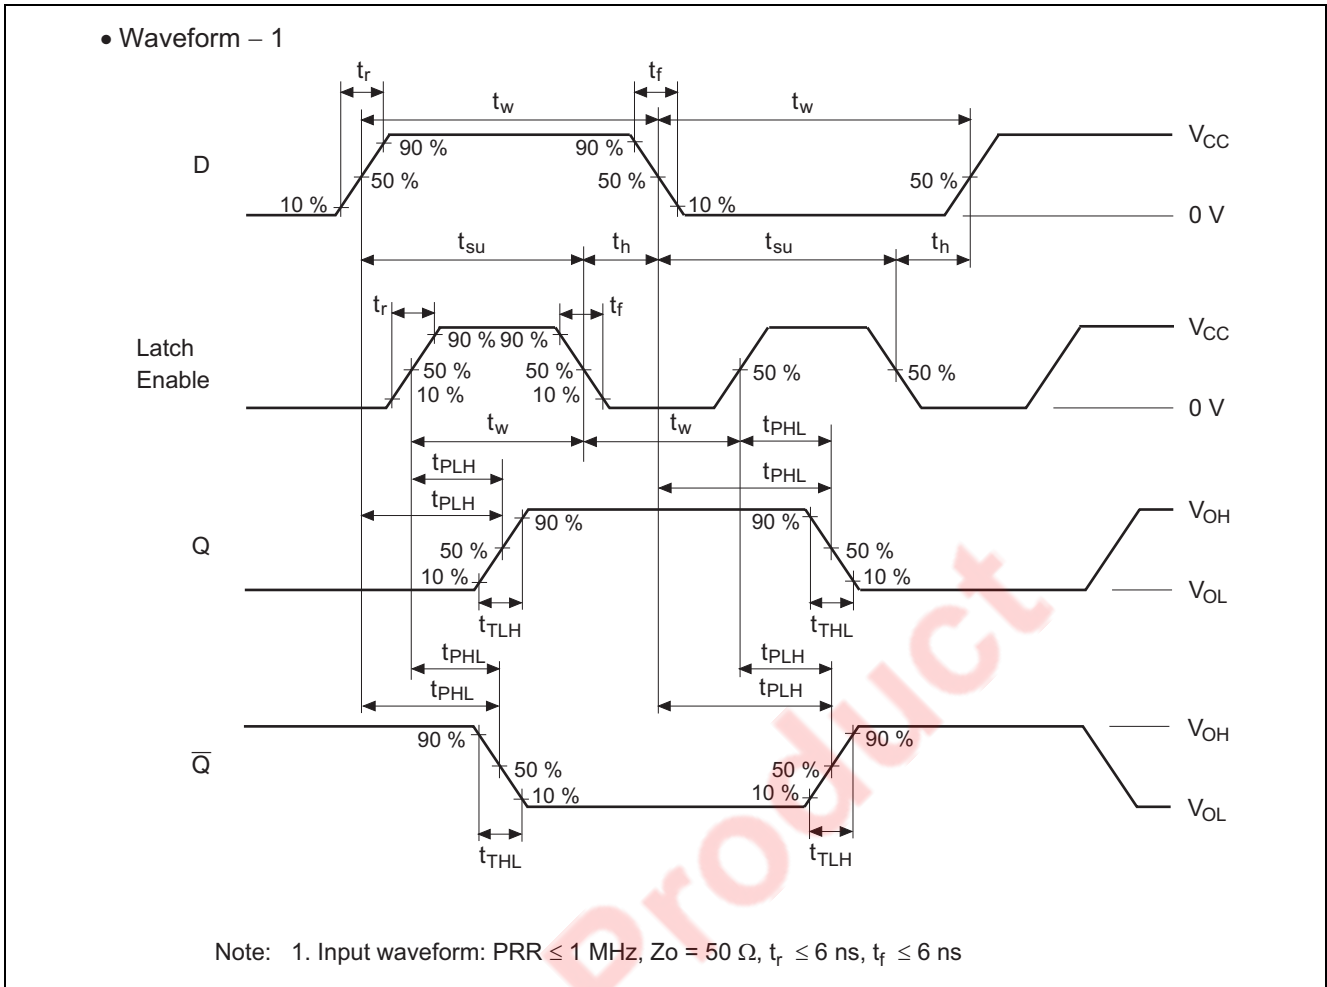 • Waveform – 1
tr tf
tw tw
D
90 % 90 % VCC
50 % 50 % 50 %
10 % 10 % 0 V
tsu th tsu th
tr tf
Latch
Enable
90 % 90 % VCC
50 % 50 % 50 % 50 %
10 % 10 % 0 V
tw tw tPHL
tPLH tPHL
tPLH
Q
90 % 90 % VOH
50 % 50 %
10 % 10 % VOL
tTLH tTHL
tPHL tPLH
tPHL tPLH
Q̅
90 % 90 % VOH
50 % 50 %
10 % 10 % VOL
tTHL tTLH
Product
Note: 1. Input waveform: PRR ≤ 1 MHz, Zo = 50 Ω, tr ≤ 6 ns, tf ≤ 6 ns